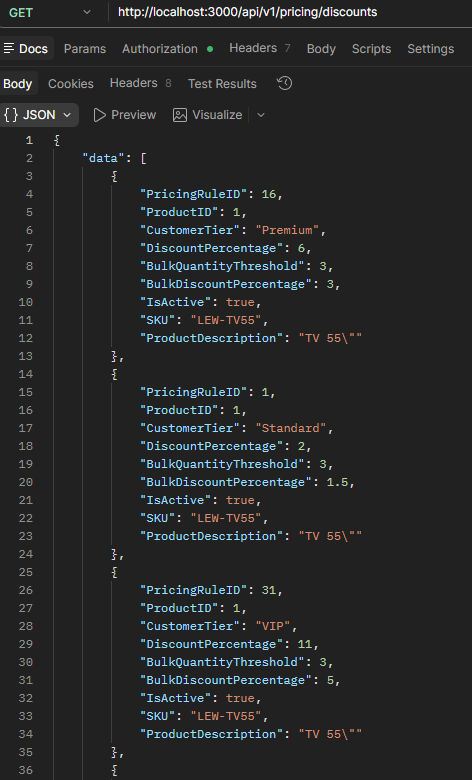 GET http://localhost:3000/api/v1/pricing/discounts
Docs Params Authorization Headers 7 Body Scripts Settings
Body Cookies Headers 8 Test Results
{} JSON Preview Visualize
1 {
2 "data": [
3 {
4 "PricingRuleID": 16,
5 "ProductID": 1,
6 "CustomerTier": "Premium",
7 "DiscountPercentage": 6,
8 "BulkQuantityThreshold": 3,
9 "BulkDiscountPercentage": 3,
10 "IsActive": true,
11 "SKU": "LEW-TV55",
12 "ProductDescription": "TV 55\""
13 },
14 {
15 "PricingRuleID": 1,
16 "ProductID": 1,
17 "CustomerTier": "Standard",
18 "DiscountPercentage": 2,
19 "BulkQuantityThreshold": 3,
20 "BulkDiscountPercentage": 1.5,
21 "IsActive": true,
22 "SKU": "LEW-TV55",
23 "ProductDescription": "TV 55\""
24 },
25 {
26 "PricingRuleID": 31,
27 "ProductID": 1,
28 "CustomerTier": "VIP",
29 "DiscountPercentage": 11,
30 "BulkQuantityThreshold": 3,
31 "BulkDiscountPercentage": 5,
32 "IsActive": true,
33 "SKU": "LEW-TV55",
34 "ProductDescription": "TV 55\""
35 },
36 {